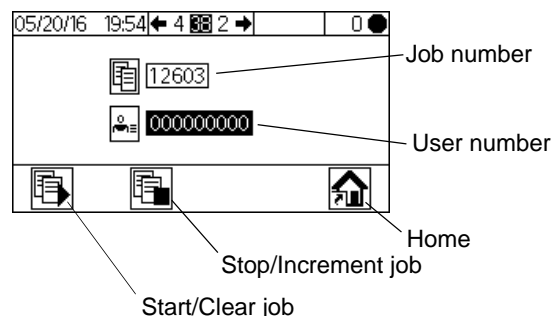 05/20/16 19:54 4 38 2 0
Job number
12603
000000000
User number
Home
Stop/Increment job
Start/Clear job